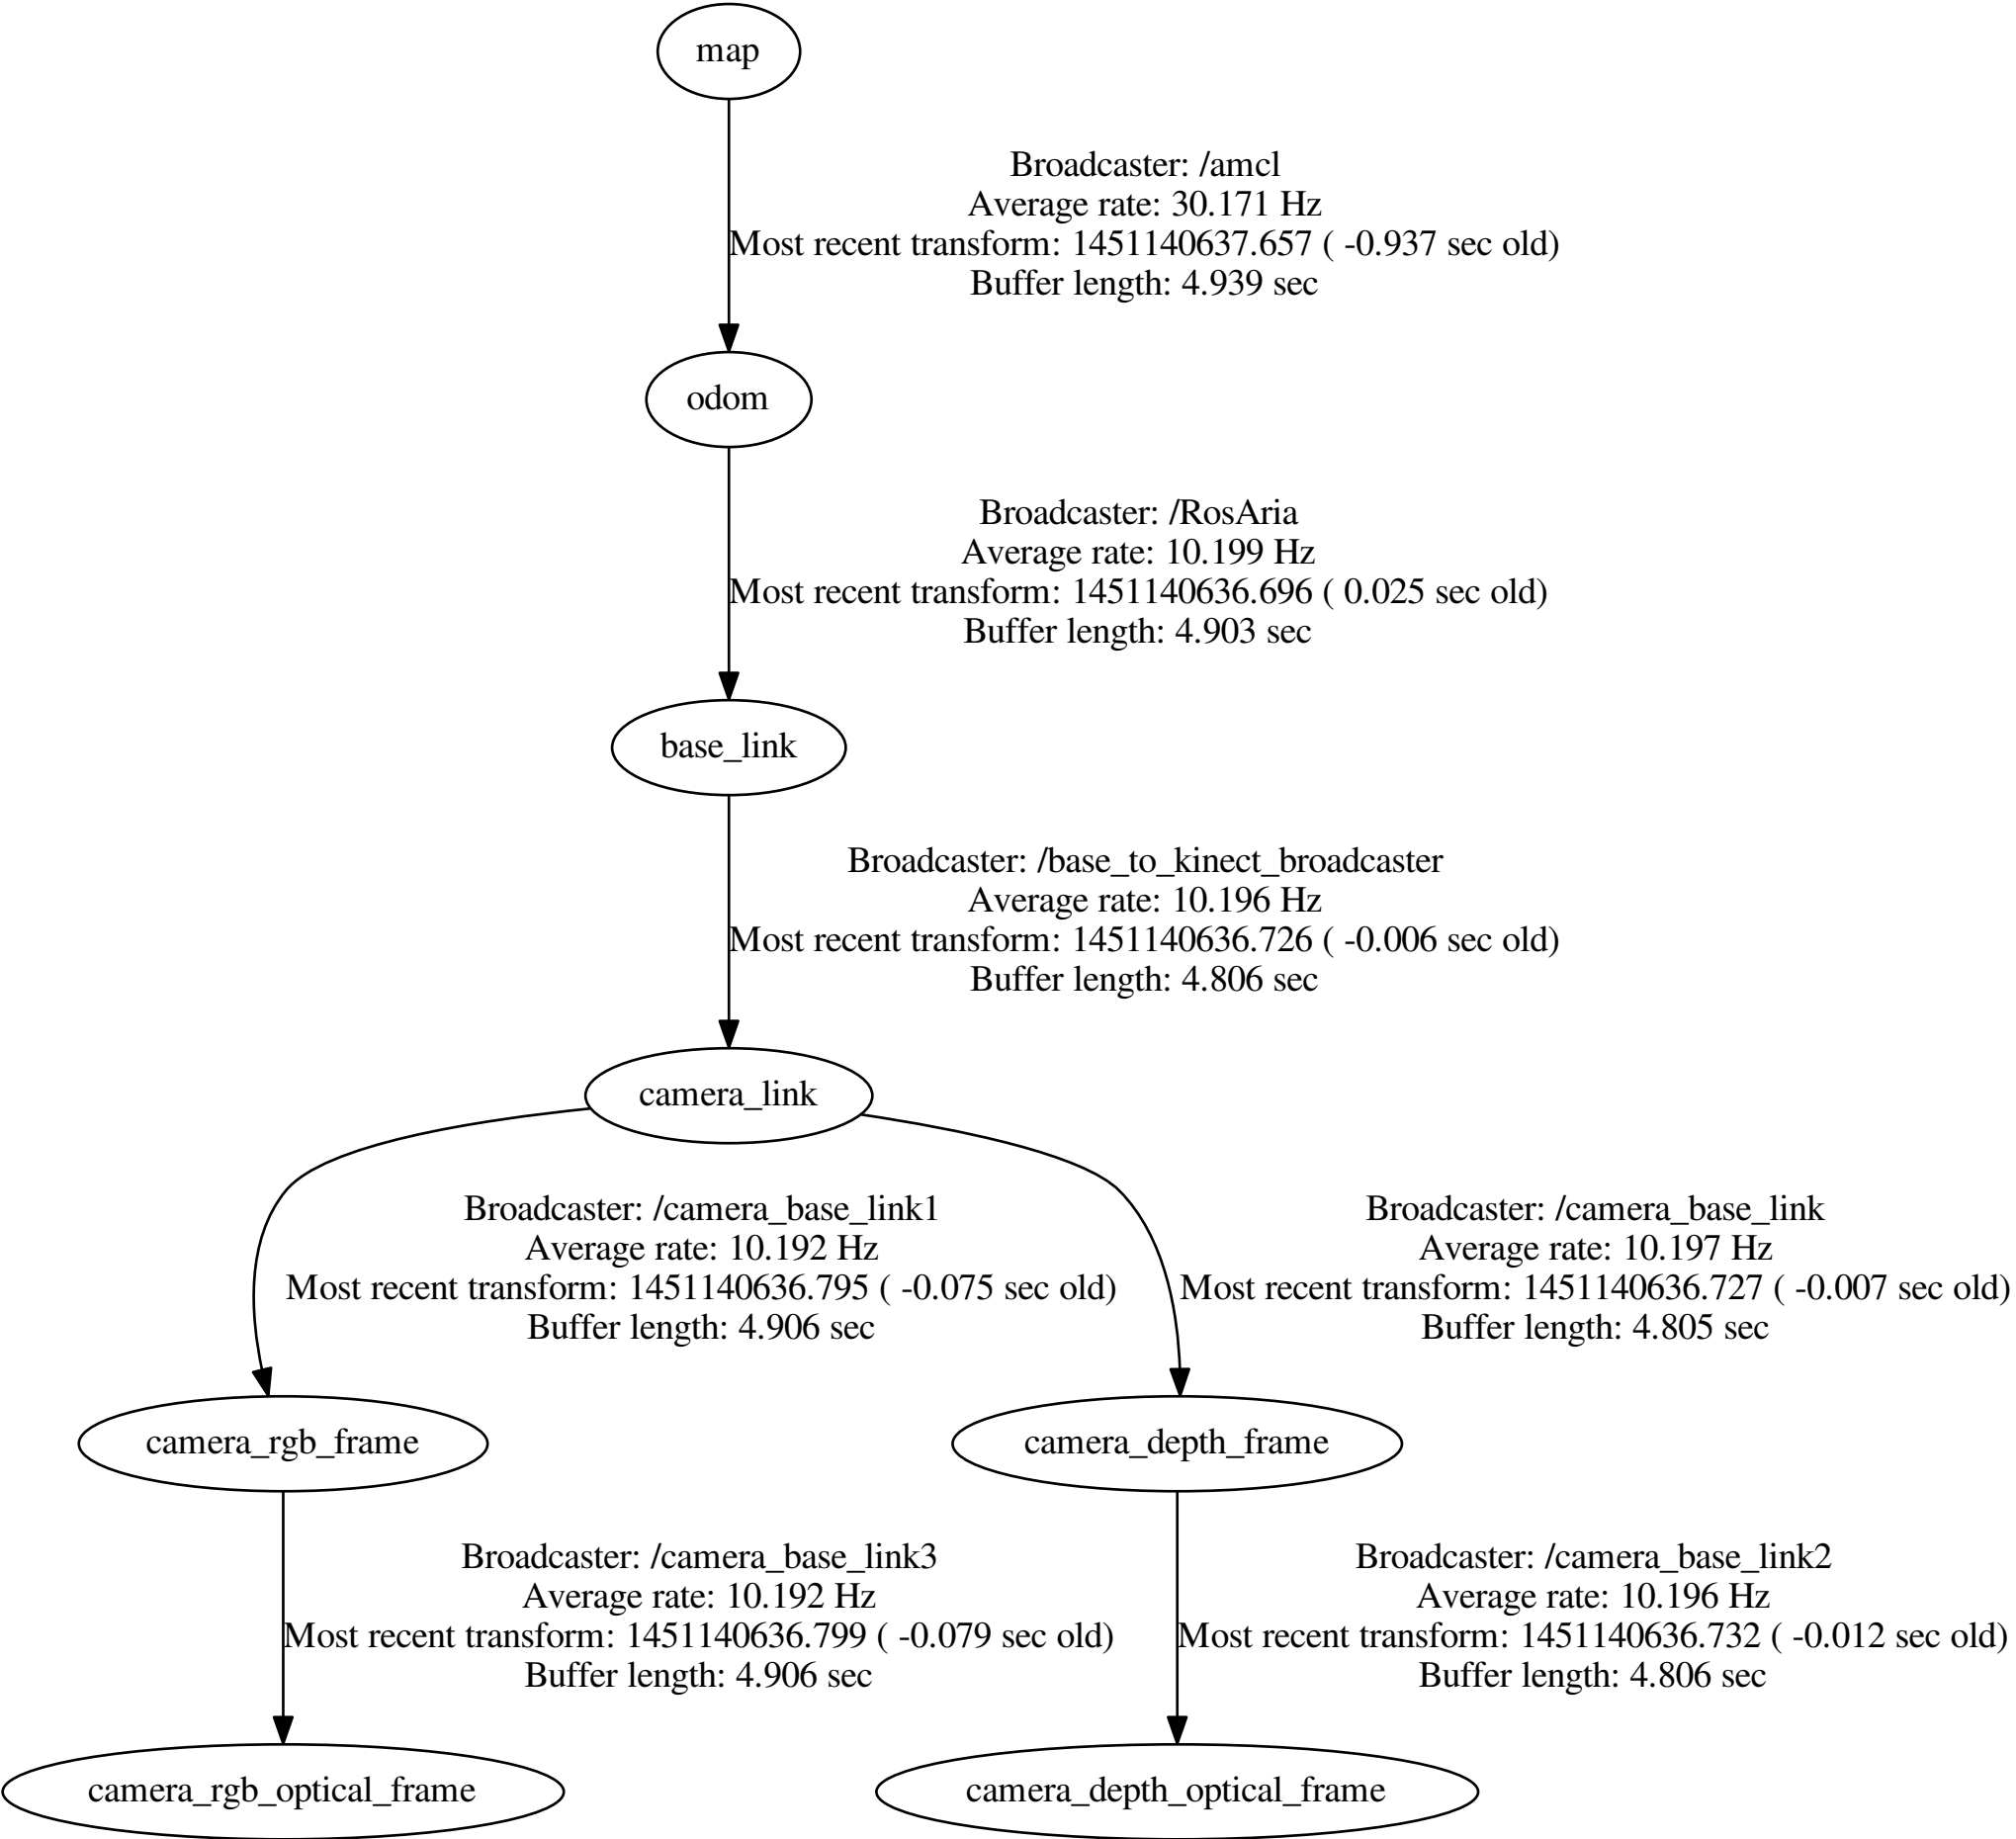 map
Broadcaster: /amcl
Average rate: 30.171 Hz
Most recent transform: 1451140637.657 ( -0.937 sec old)
Buffer length: 4.939 sec
odom
Broadcaster: /RosAria
Average rate: 10.199 Hz
Most recent transform: 1451140636.696 ( 0.025 sec old)
Buffer length: 4.903 sec
base_link
Broadcaster: /base_to_kinect_broadcaster
Average rate: 10.196 Hz
Most recent transform: 1451140636.726 ( -0.006 sec old)
Buffer length: 4.806 sec
camera_link
Broadcaster: /camera_base_link1
Average rate: 10.192 Hz
Most recent transform: 1451140636.795 ( -0.075 sec old)
Buffer length: 4.906 sec
Broadcaster: /camera_base_link
Average rate: 10.197 Hz
Most recent transform: 1451140636.727 ( -0.007 sec old)
Buffer length: 4.805 sec
camera_rgb_frame
camera_depth_frame
Broadcaster: /camera_base_link3
Average rate: 10.192 Hz
Most recent transform: 1451140636.799 ( -0.079 sec old)
Buffer length: 4.906 sec
Broadcaster: /camera_base_link2
Average rate: 10.196 Hz
Most recent transform: 1451140636.732 ( -0.012 sec old)
Buffer length: 4.806 sec
camera_rgb_optical_frame
camera_depth_optical_frame